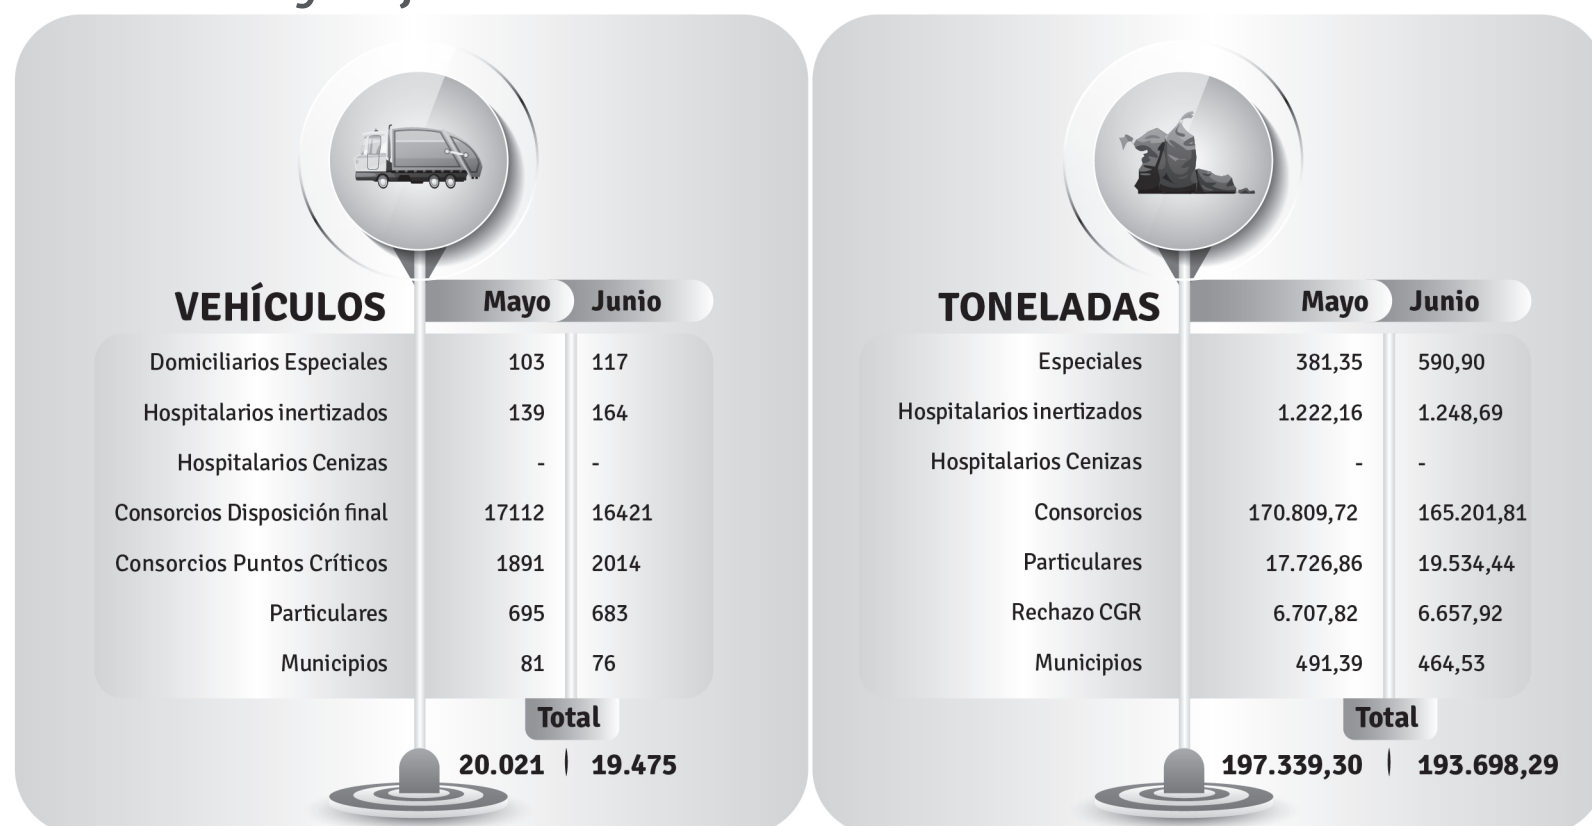 VEHÍCULOS Mayo Junio
Domiciliarios Especiales 103 117
Hospitalarios inertizados 139 164
Hospitalarios Cenizas - -
Consorcios Disposición final 17112 16421
Consorcios Puntos Críticos 1891 2014
Particulares 695 683
Municipios 81 76
Total
20.021 19.475
TONELADAS Mayo Junio
Especiales 381,35 590,90
Hospitalarios inertizados 1.222,16 1.248,69
Hospitalarios Cenizas - -
Consorcios 170.809,72 165.201,81
Particulares 17.726,86 19.534,44
Rechazo CGR 6.707,82 6.657,92
Municipios 491,39 464,53
Total
197.339,30 193.698,29